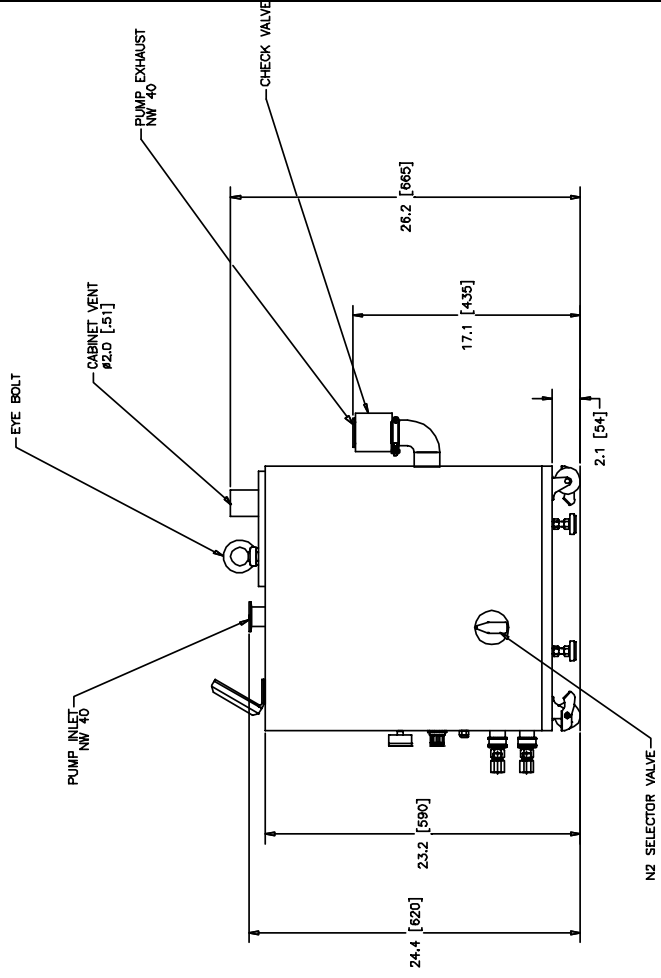 EYE BOLT
CABINET VENT
ø2.0 [.51]
PUMP EXHAUST
NW 40
CHECK VALVE
PUMP INLET
NW 40
26.2 [665]
17.1 [435]
2.1 [54]
23.2 [590]
24.4 [620]
N2 SELECTOR VALVE